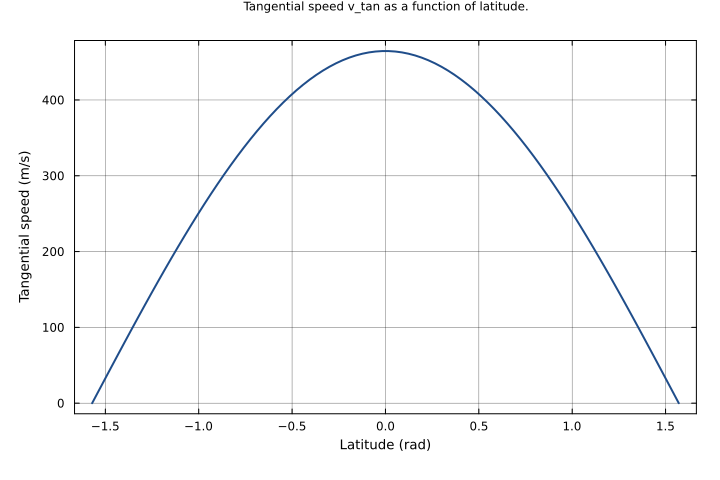 Tangential speed v_tan as a function of latitude.
Tangential speed (m/s)
400
300
200
100
0
−1.5 −1.0 −0.5 0.0 0.5 1.0 1.5
Latitude (rad)